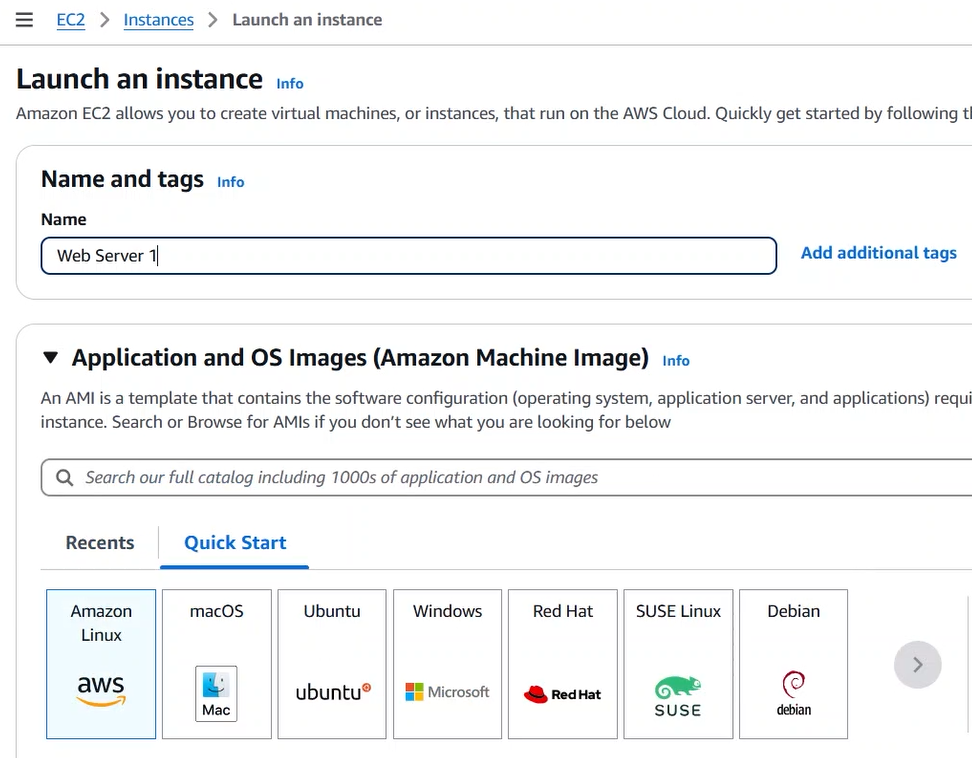 EC2 > Instances > Launch an instance
Launch an instance Info
Amazon EC2 allows you to create virtual machines, or instances, that run on the AWS Cloud. Quickly get started by following
Name and tags Info
Name
Web Server 1
Add additional tags
Application and OS Images (Amazon Machine Image) Info
An AMI is a template that contains the software configuration (operating system, application server, and applications)
instance. Search or Browse for AMIs if you don’t see what you are looking for below
Search our full catalog including 1000s of application and OS images
Recents
Quick Start
Amazon
Linux
aws
macOS
Mac
Ubuntu
ubuntu
Windows
Microsoft
Red Hat
Red Hat
SUSE Linux
SUSE
Debian
debian